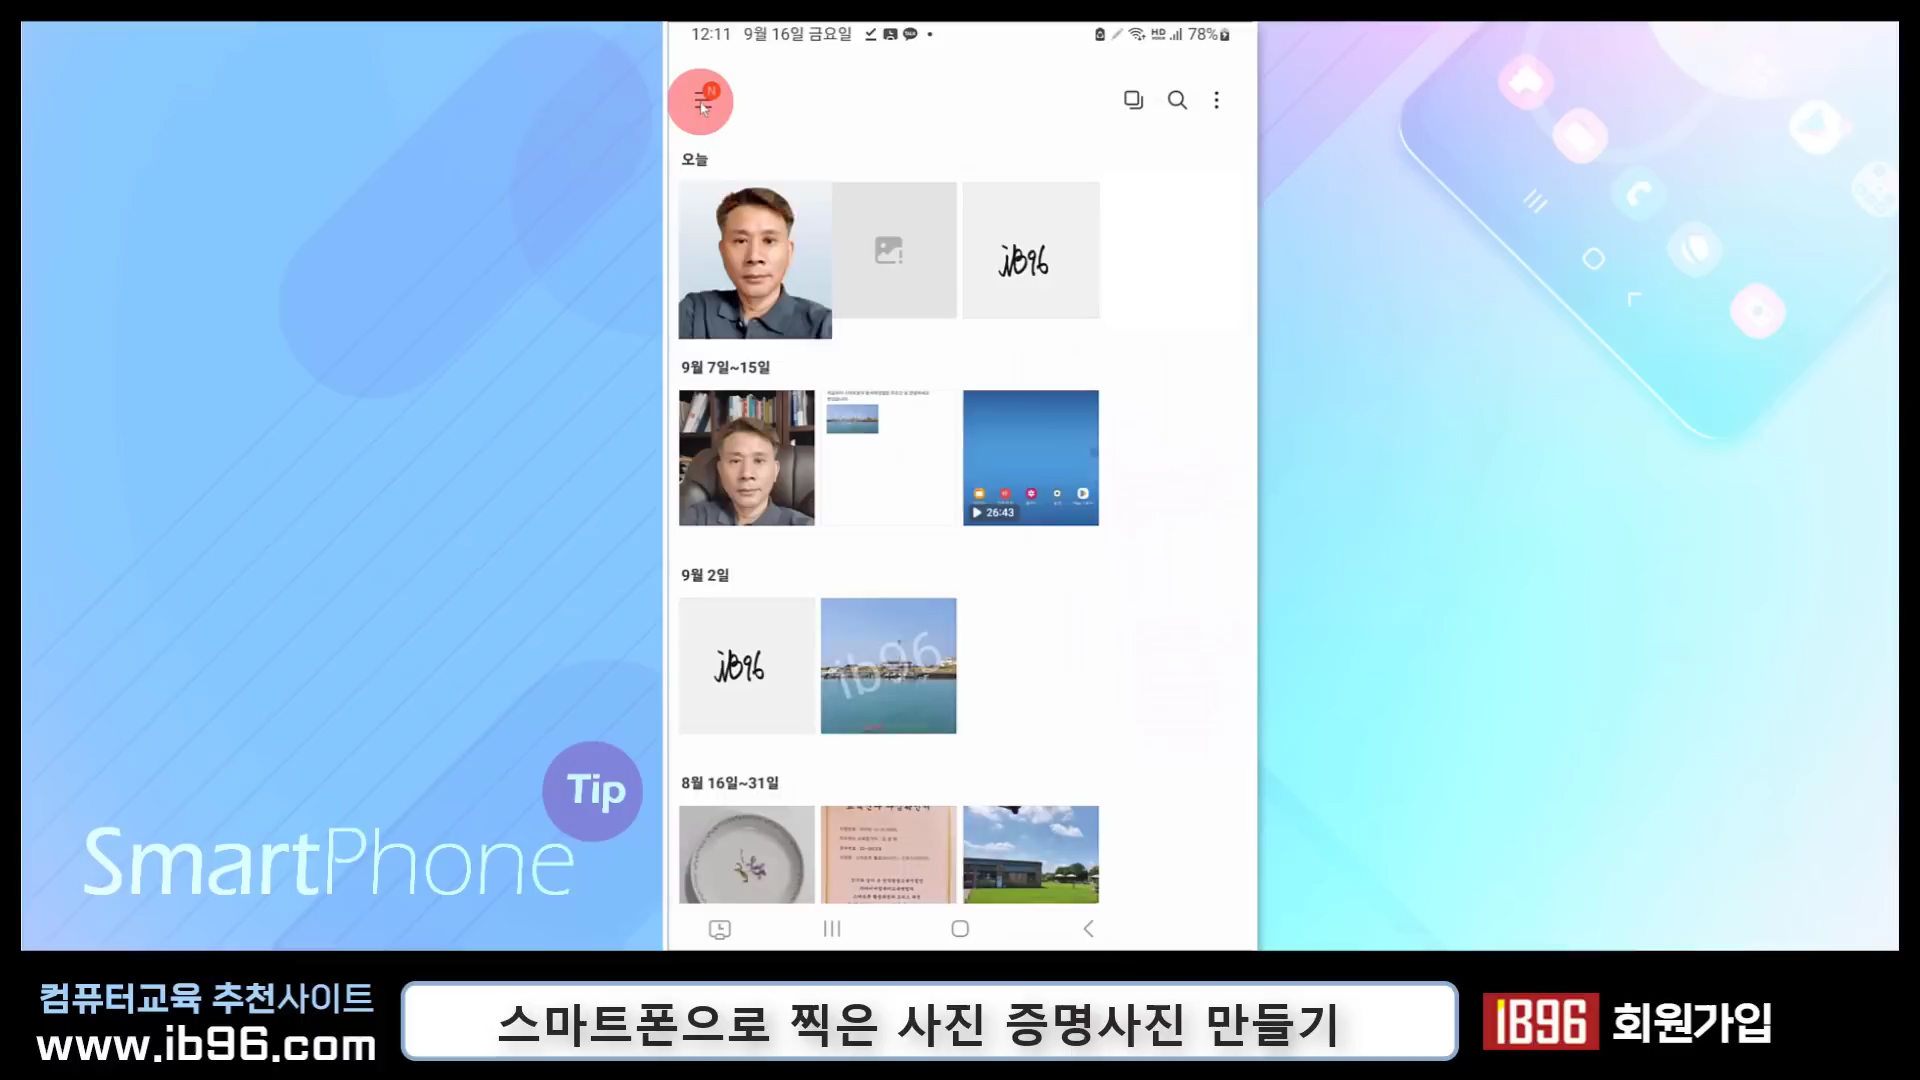 12:11 9월 16일 금요일
78%
N
오늘
iB96
9월 7일~15일
26:43
9월 2일
iB96
ib96
8월 16일~31일
Tip
SmartPhone
컴퓨터교육 추천사이트
www.ib96.com
스마트폰으로 찍은 사진 증명사진 만들기
IB96 회원가입